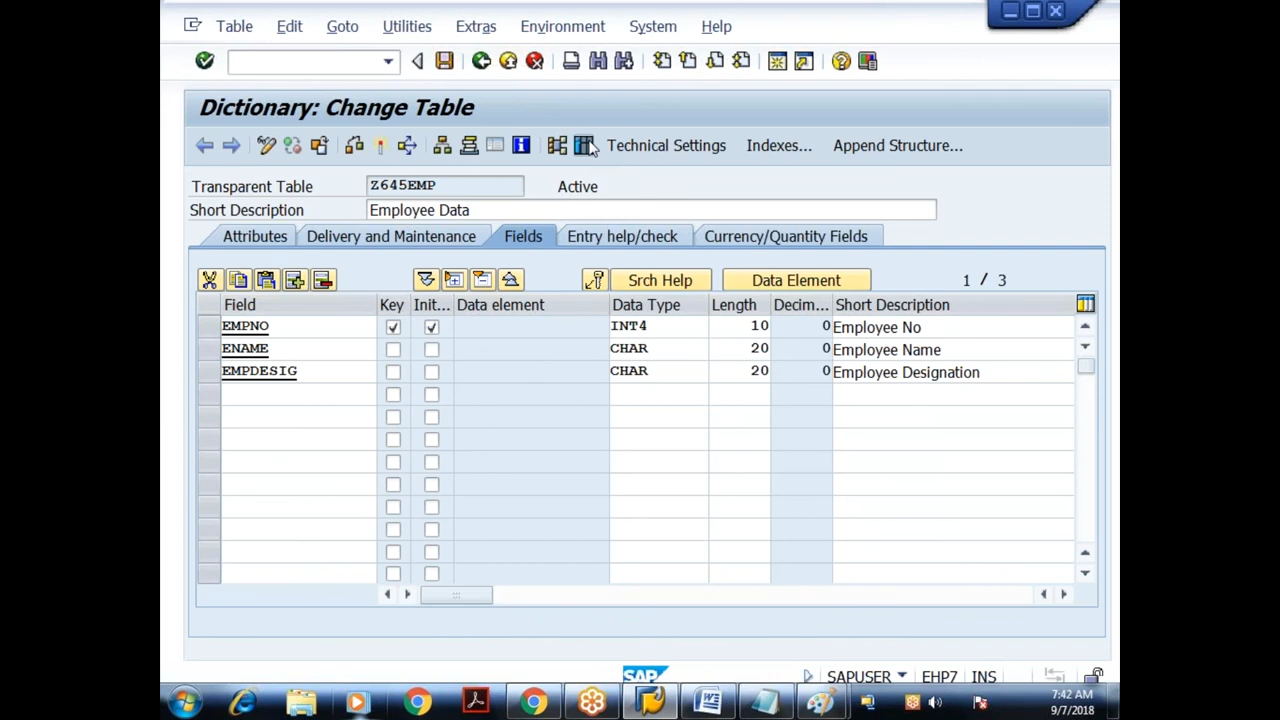 Table Edit Goto Utilities Extras Environment System Help
Dictionary: Change Table
Technical Settings Indexes... Append Structure...
Transparent Table Z645EMP Active
Short Description Employee Data
Attributes Delivery and Maintenance Fields Entry help/check Currency/Quantity Fields
Srch Help Data Element 1 / 3
Field Key Init... Data element Data Type Length Decim... Short Description
EMPNO INT4 10 0 Employee No
ENAME CHAR 20 0 Employee Name
EMPDESIG CHAR 20 0 Employee Designation
SAP SAPUSER EHP7 INS
7:42 AM
9/7/2018